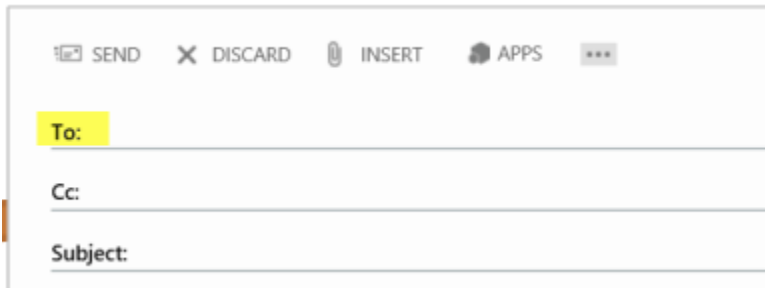 SEND DISCARD INSERT APPS •••
To:
Cc:
Subject: